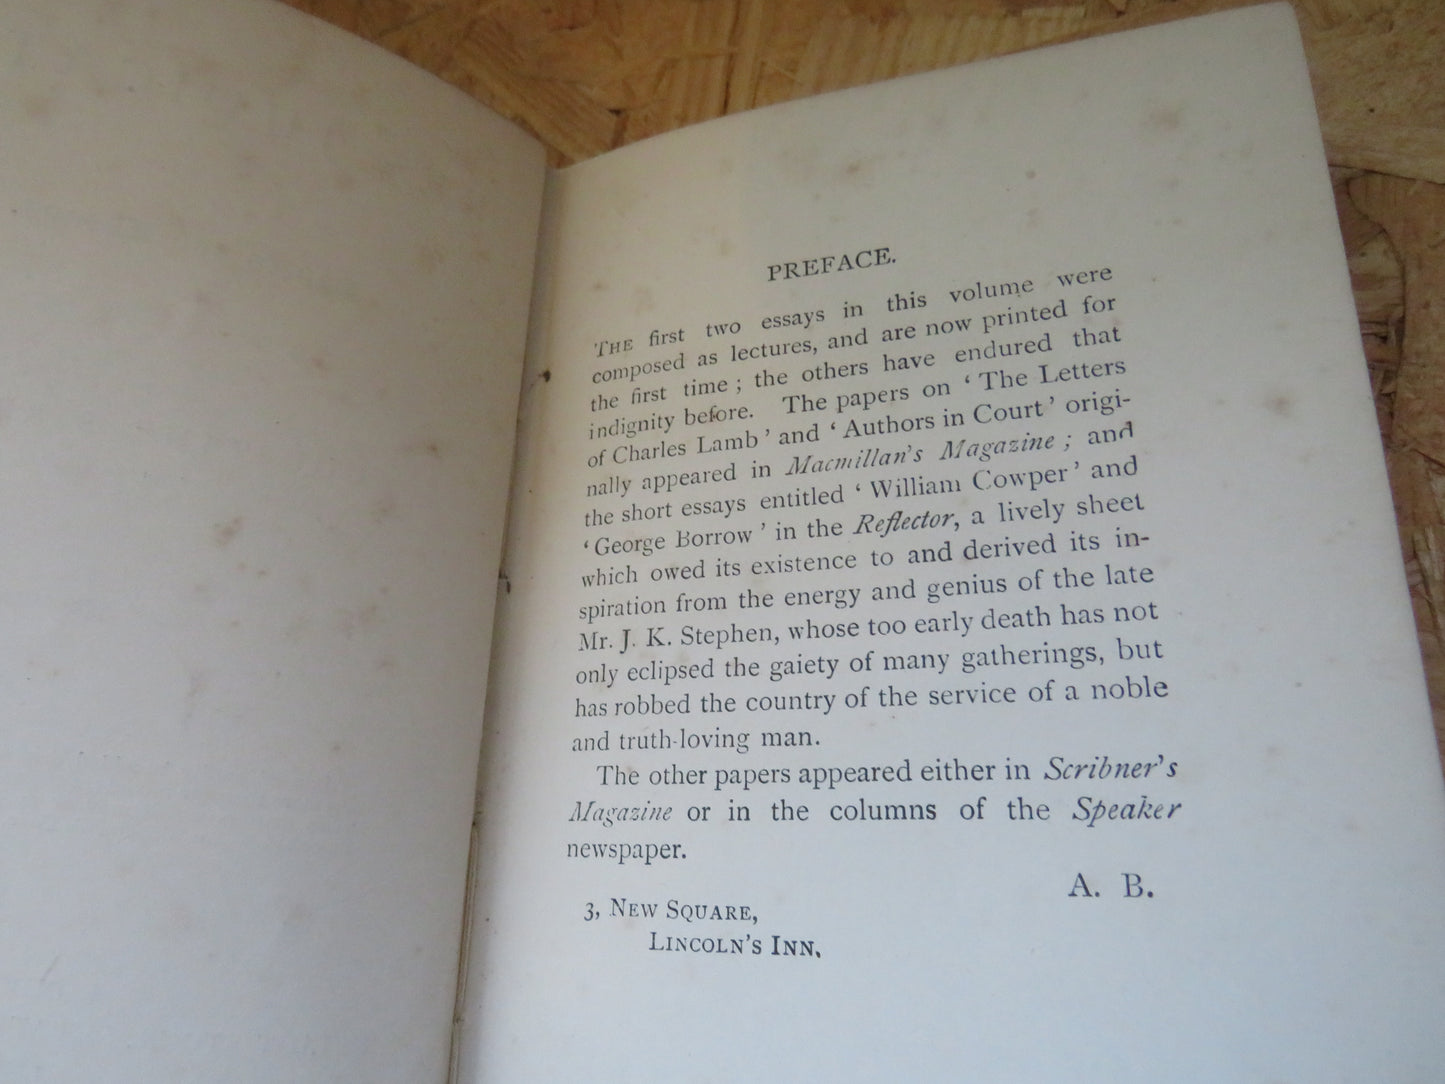 PREFACE.
THE first two essays in this volume were
composed as lectures, and are now printed for
the first time ; the others have endured that
indignity before. The papers on ‘ The Letters
of Charles Lamb ’ and ‘ Authors in Court ’ origi-
nally appeared in Macmillan's Magazine ; and
the short essays entitled ‘ William Cowper ’ and
‘ George Borrow ’ in the Reflector, a lively sheet
which owed its existence to and derived its in-
spiration from the energy and genius of the late
Mr. J. K. Stephen, whose too early death has not
only eclipsed the gaiety of many gatherings, but
has robbed the country of the service of a noble
and truth-loving man.
The other papers appeared either in Scribner's
Magazine or in the columns of the Speaker
newspaper.
A. B.
3, NEW SQUARE,
LINCOLN'S INN.